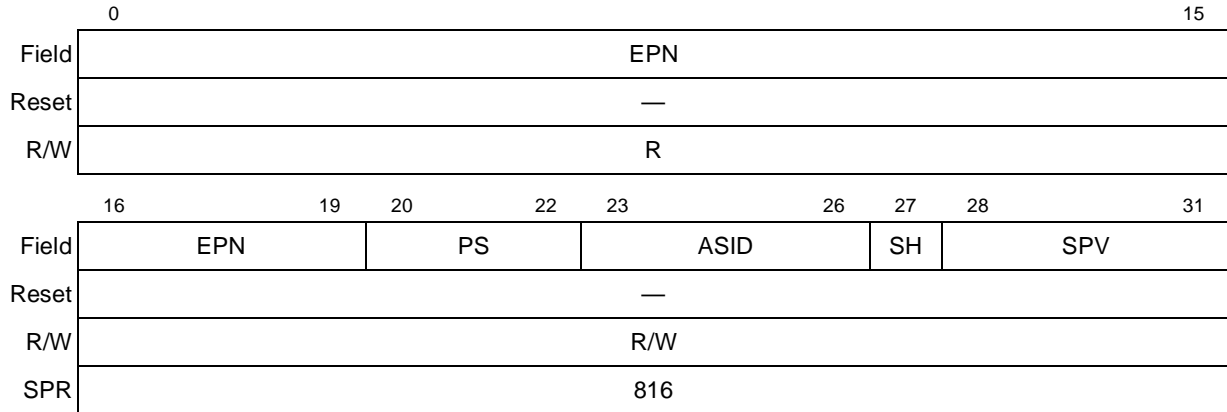 0 15
Field EPN
Reset —
R/W R
16 19 20 22 23 26 27 28 31
Field EPN PS ASID SH SPV
Reset —
R/W R/W
SPR 816